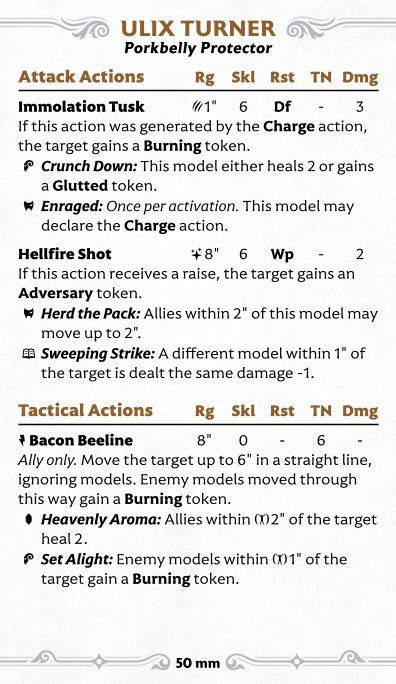 ULIX TURNER
Porkbelly Protector
Attack Actions Rg Skl Rst TN Dmg
Immolation Tusk 1" 6 Df - 3
If this action was generated by the Charge action,
the target gains a Burning token.
Crunch Down: This model either heals 2 or gains
a Glutted token.
Enraged: Once per activation. This model may
declare the Charge action.
Hellfire Shot 8" 6 Wp - 2
If this action receives a raise, the target gains an
Adversary token.
Herd the Pack: Allies within 2" of this model may
move up to 2".
Sweeping Strike: A different model within 1" of
the target is dealt the same damage -1.
Tactical Actions Rg Skl Rst TN Dmg
Bacon Beeline 8" 0 - 6 -
Ally only. Move the target up to 6" in a straight line,
ignoring models. Enemy models moved through
this way gain a Burning token.
Heavenly Aroma: Allies within 2" of the target
heal 2.
Set Alight: Enemy models within 1" of the
target gain a Burning token.
50 mm